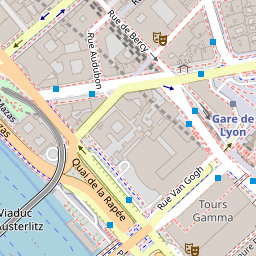 Rue de Bercy
Rue Audubon
Mazas
Gare de
Lyon
Quai de la Rapée
Rue Van Gogh
Tours
Gamma
Viaduc
Austerlitz